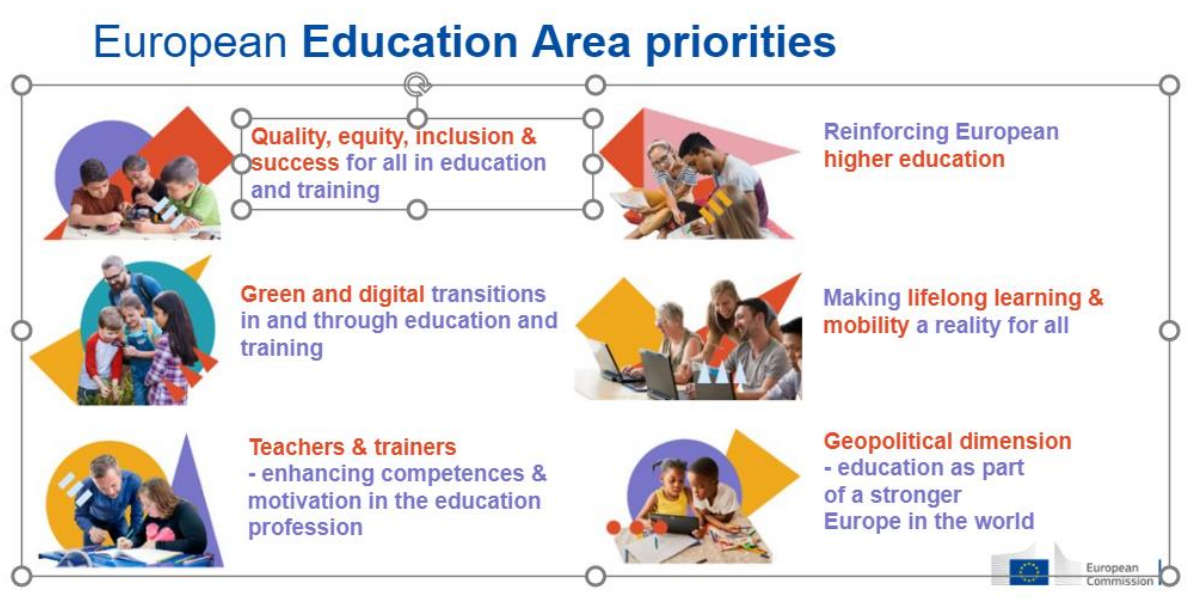 European Education Area priorities
Quality, equity, inclusion &
success for all in education
and training
Reinforcing European
higher education
Green and digital transitions
in and through education and
training
Making lifelong learning &
mobility a reality for all
Teachers & trainers
- enhancing competences &
motivation in the education
profession
Geopolitical dimension
- education as part
of a stronger
Europe in the world
European
Commission